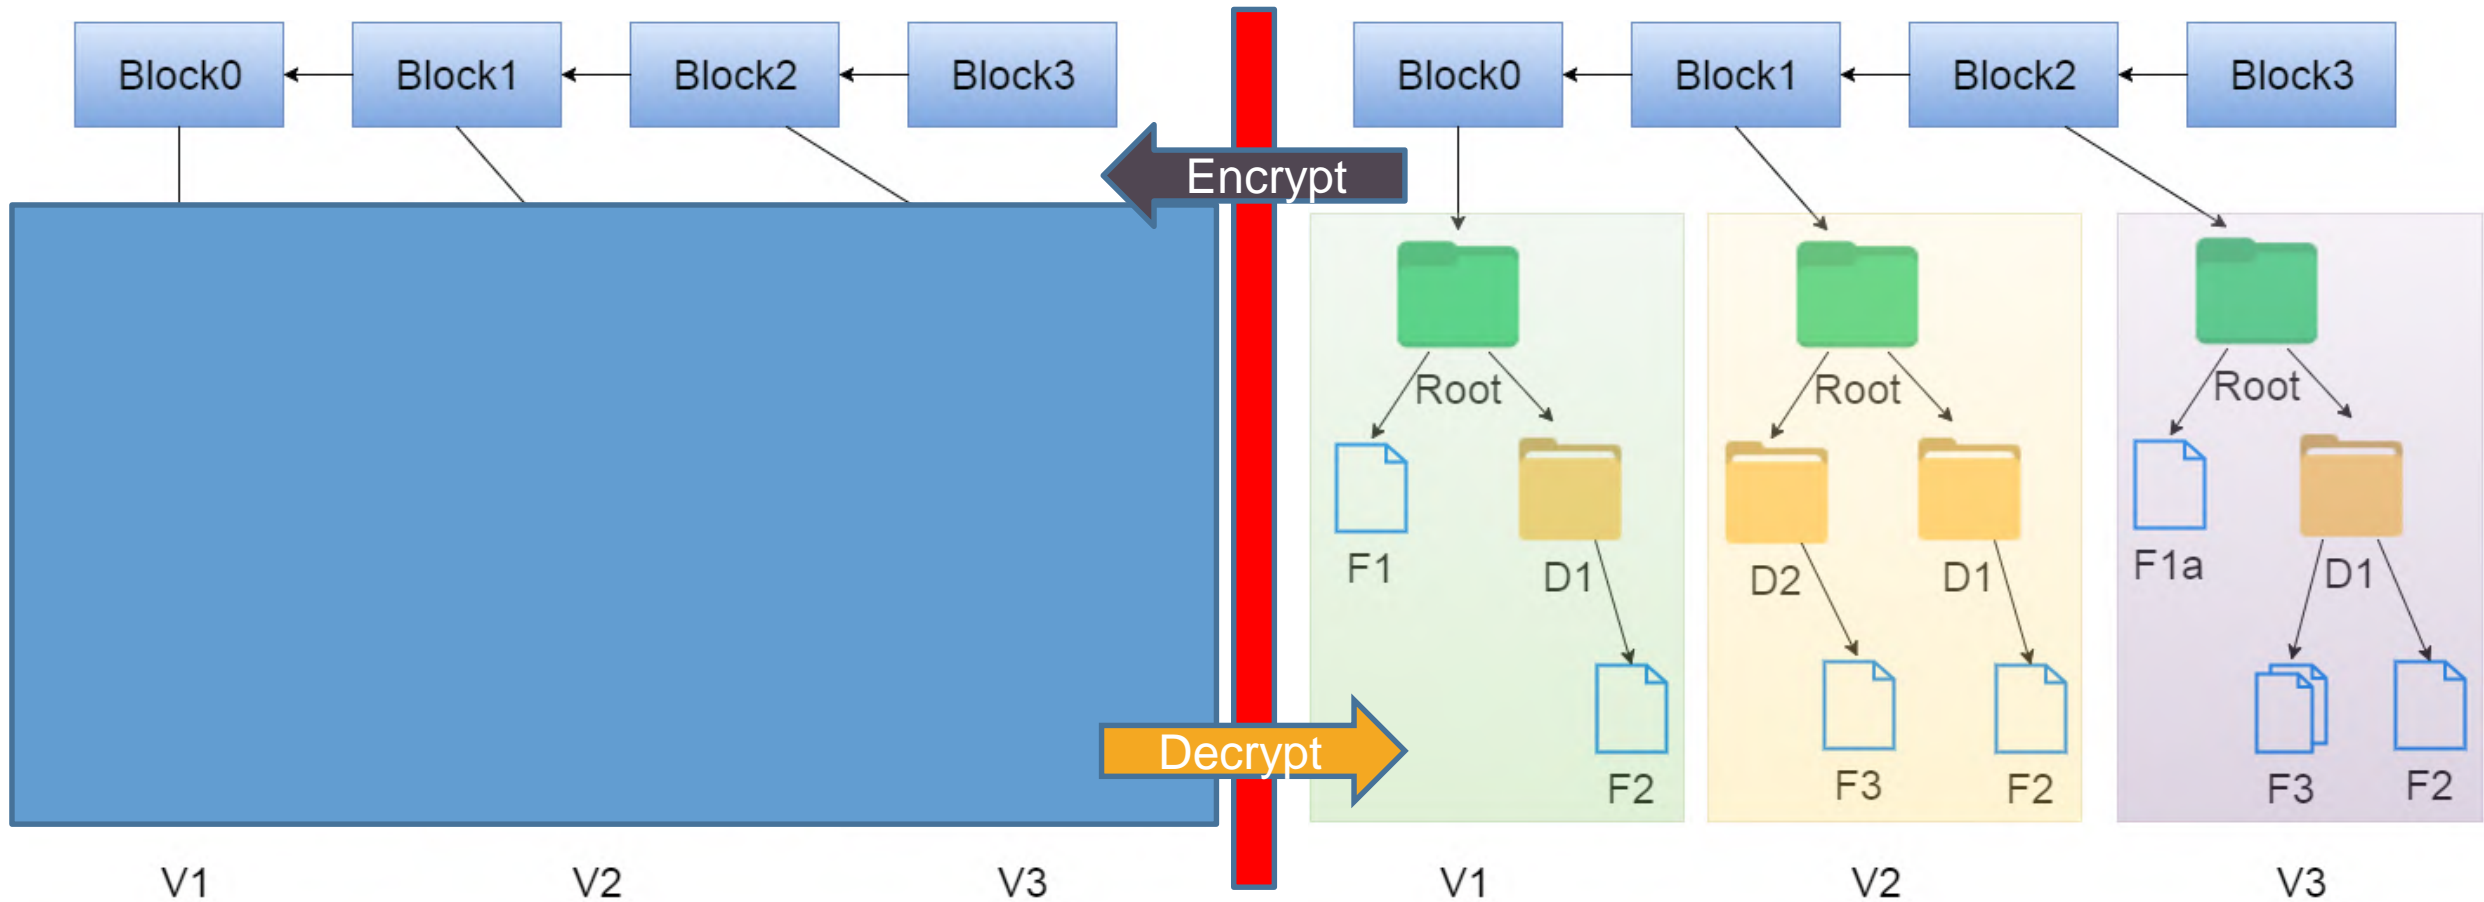 Block0 Block1 Block2 Block3
Block0 Block1 Block2 Block3
Encrypt
Root Root Root
F1 D1 D2 D1 F1a D1
F2 F3 F2 F3 F2
Decrypt
V1 V2 V3 V1 V2 V3